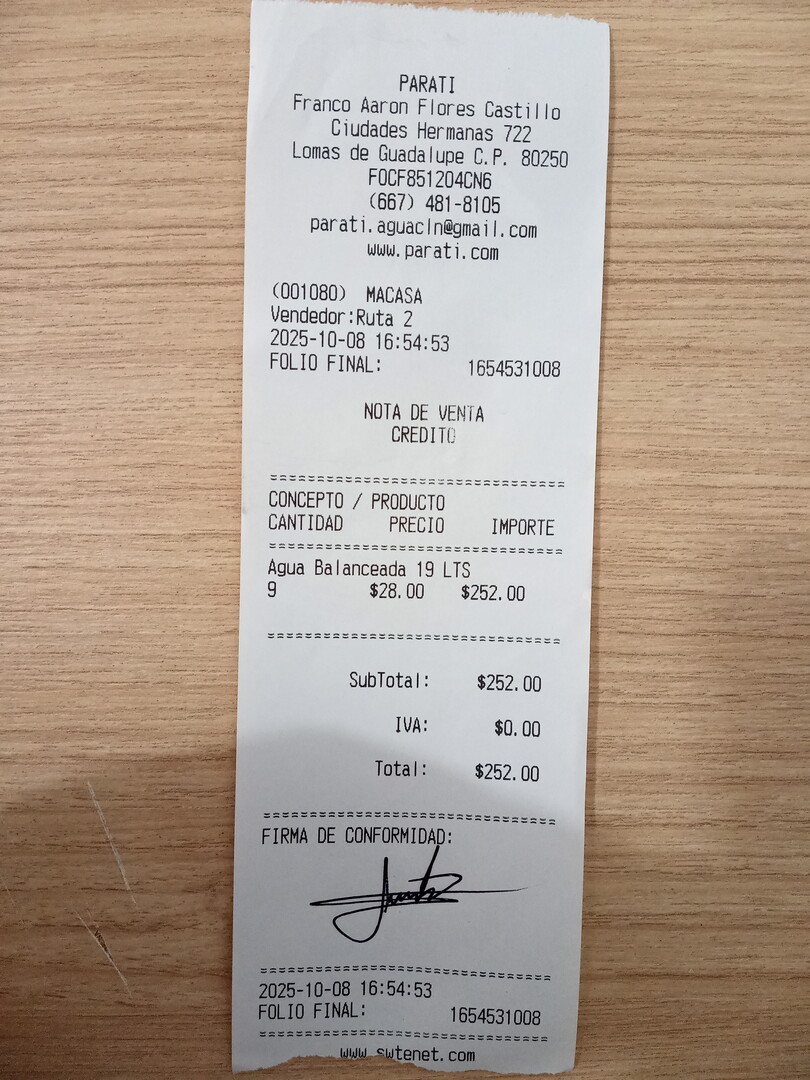 PARATI
Franco Aaron Flores Castillo
Ciudades Hermanas 722
Lomas de Guadalupe C.P. 80250
FOCF851204CN6
(667) 481-8105
parati.aguacln@gmail.com
www.parati.com
(001080) MACASA
Vendedor:Ruta 2
2025-10-08 16:54:53
FOLIO FINAL: 1654531008
NOTA DE VENTA
CREDITO
================================
CONCEPTO / PRODUCTO
CANTIDAD PRECIO IMPORTE
================================
Agua Balanceada 19 LTS
9 $28.00 $252.00
================================
SubTotal: $252.00
IVA: $0.00
Total: $252.00
================================
FIRMA DE CONFORMIDAD:
================================
2025-10-08 16:54:53
FOLIO FINAL: 1654531008
================================
www.swtenet.com